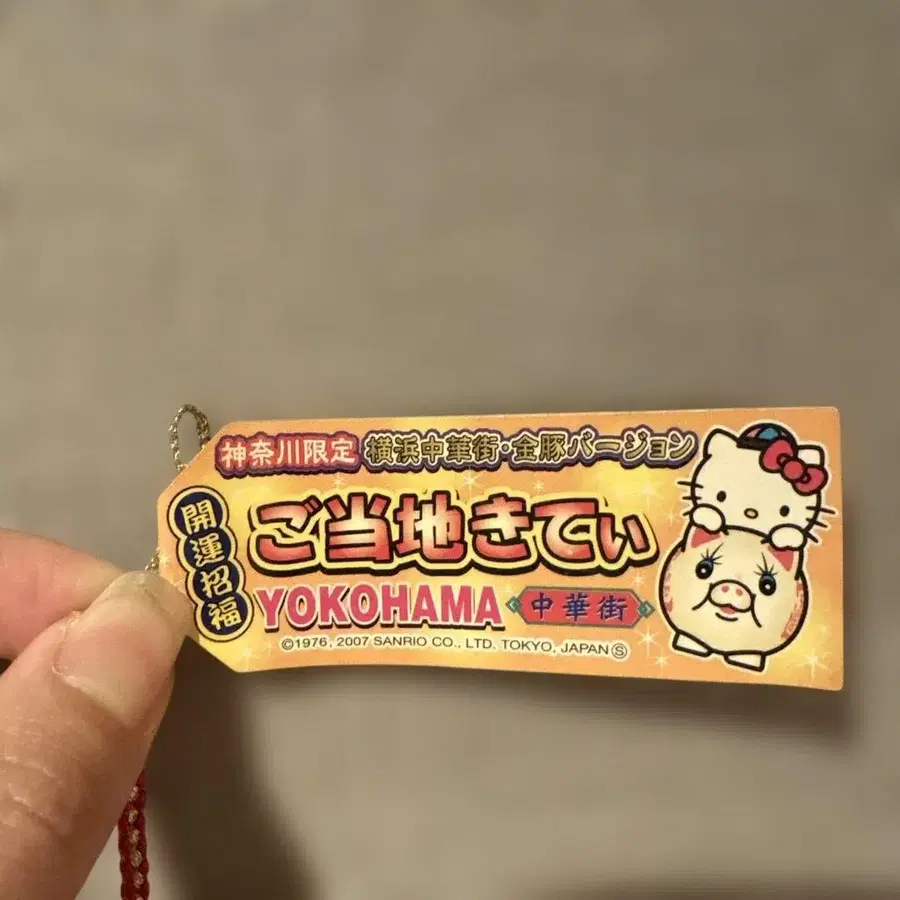 神奈川限定 横浜中華街・金豚バージョン
開運招福
ご当地きてぃ
YOKOHAMA 中華街
©1976, 2007 SANRIO CO., LTD. TOKYO, JAPAN Ⓢ